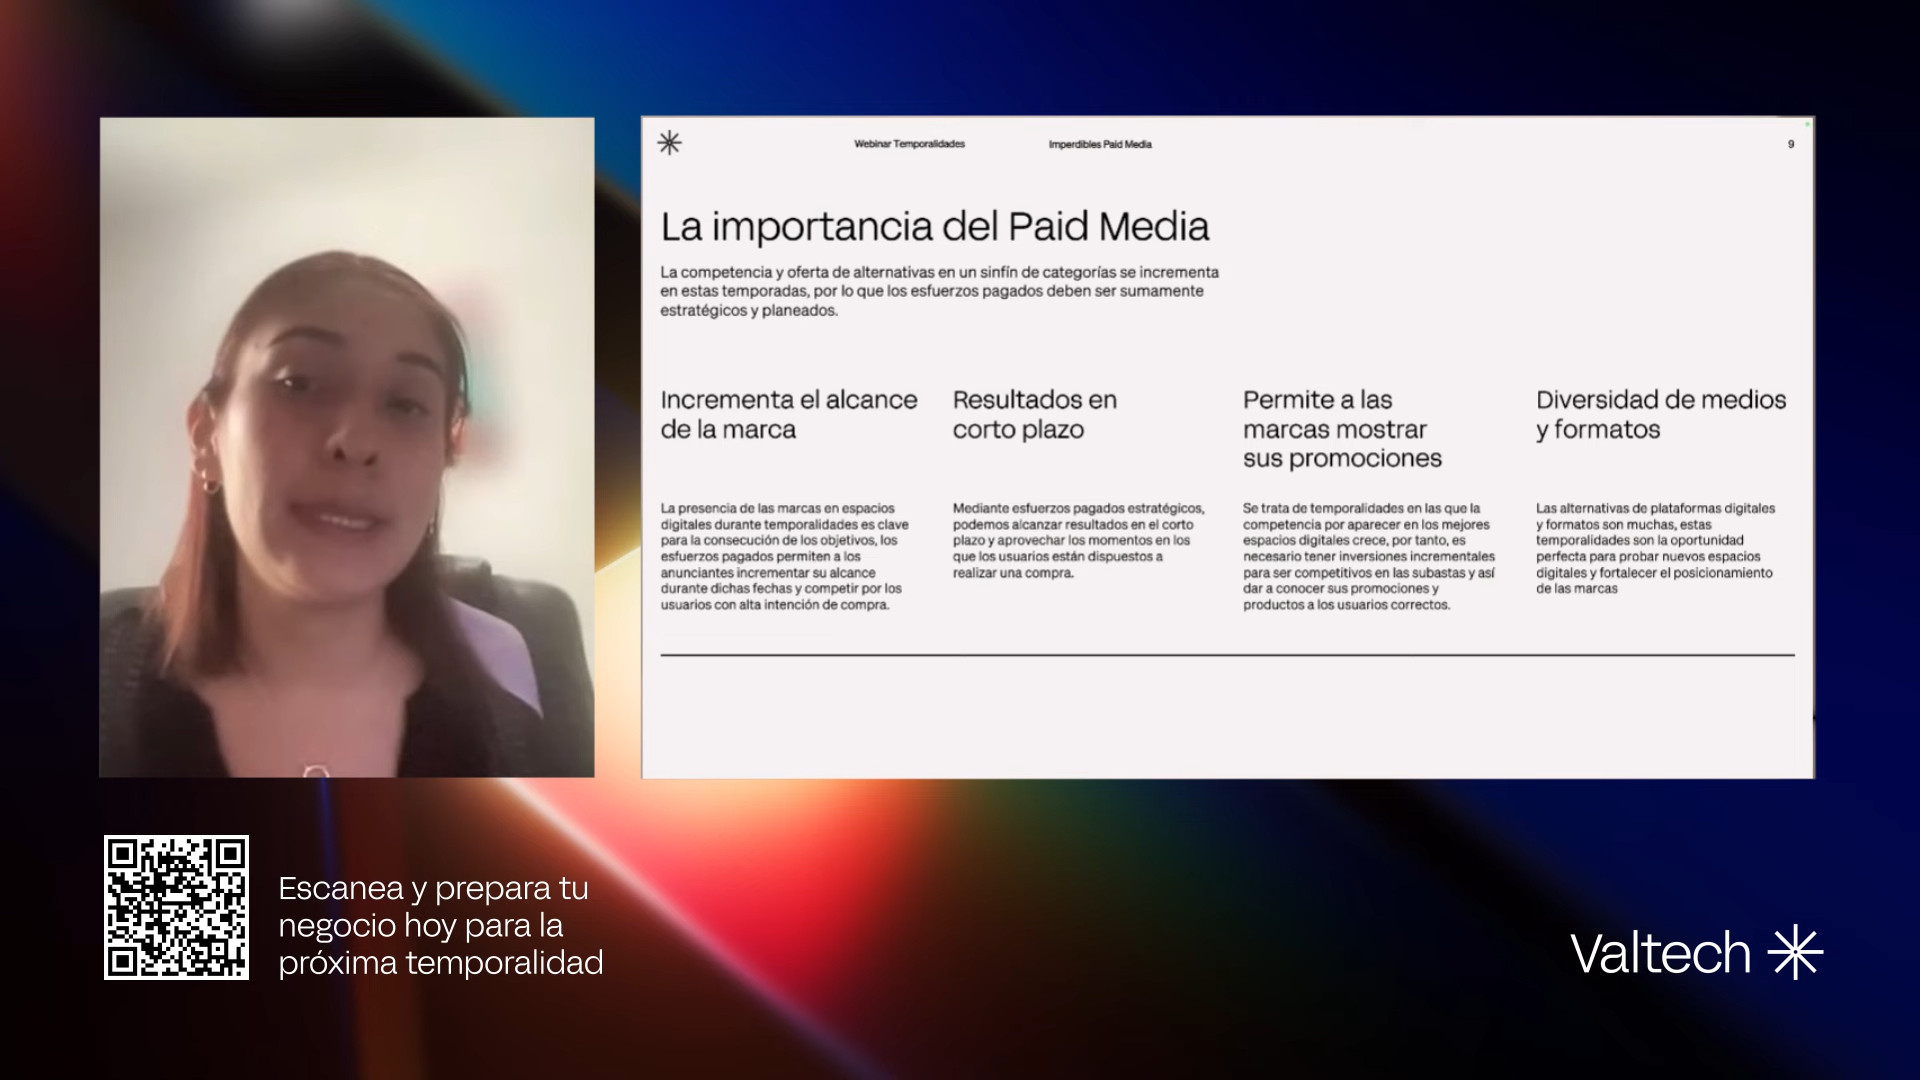 Webinar Temporalidades
Imperdibles Paid Media
9
La importancia del Paid Media
La competencia y oferta de alternativas en un sinfín de categorías se incrementa
en estas temporadas, por lo que los esfuerzos pagados deben ser sumamente
estratégicos y planeados.
Incrementa el alcance
de la marca
La presencia de las marcas en espacios
digitales durante temporalidades es clave
para la consecución de los objetivos, los
esfuerzos pagados permiten a los
anunciantes incrementar su alcance
durante dichas fechas y competir por los
usuarios con alta intención de compra.
Resultados en
corto plazo
Mediante esfuerzos pagados estratégicos,
podemos alcanzar resultados en el corto
plazo y aprovechar los momentos en los
que los usuarios están dispuestos a
realizar una compra.
Permite a las
marcas mostrar
sus promociones
Se trata de temporalidades en las que la
competencia por aparecer en los mejores
espacios digitales crece, por tanto, es
necesario tener inversiones incrementales
para ser competitivos en las subastas y así
dar a conocer sus promociones y
productos a los usuarios correctos.
Diversidad de medios
y formatos
Las alternativas de plataformas digitales
y formatos son muchas, estas
temporalidades son la oportunidad
perfecta para probar nuevos espacios
digitales y fortalecer el posicionamiento
de las marcas
Escanea y prepara tu
negocio hoy para la
próxima temporalidad
Valtech